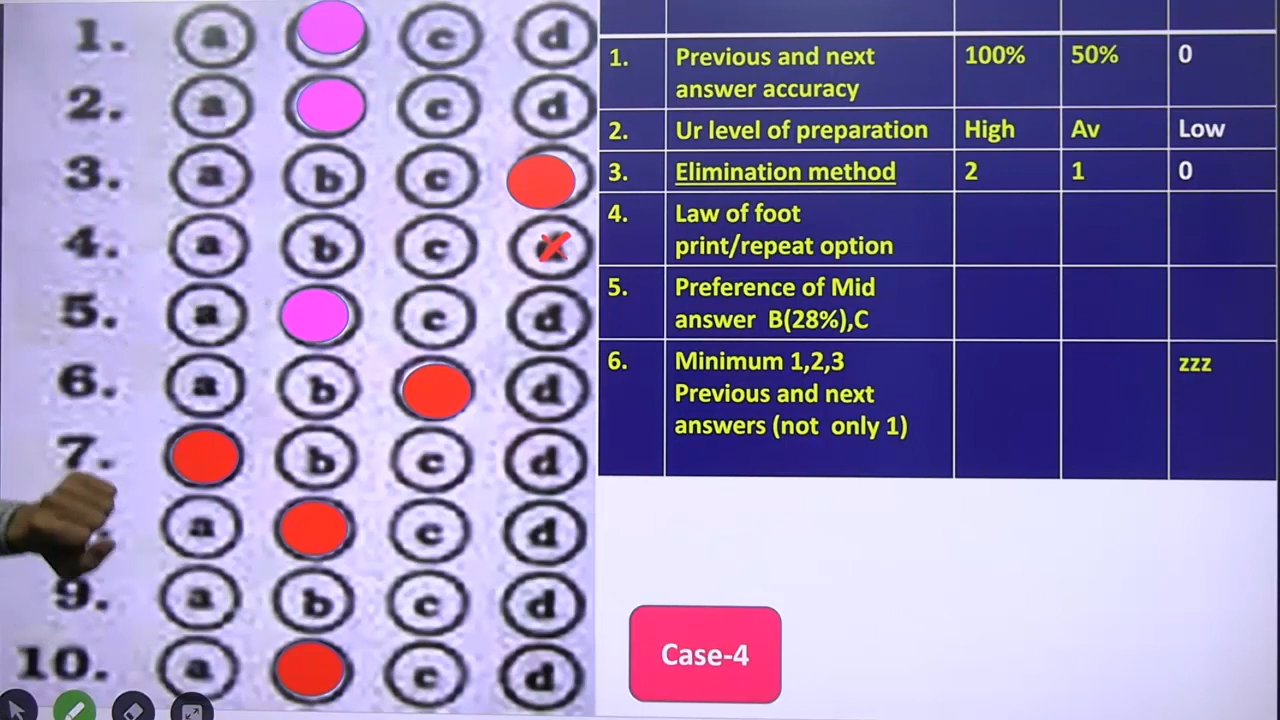 1. a c d
2. a c d
3. a b c
4. a b c
5. a c d
6. a b d
7. b c d
a c d
9. a b c d
10. a c d
1. Previous and next 100% 50% 0
answer accuracy
2. Ur level of preparation High Av Low
3. Elimination method 2 1 0
4. Law of foot
print/repeat option
5. Preference of Mid
answer B(28%),C
6. Minimum 1,2,3 zzz
Previous and next
answers (not only 1)
Case-4